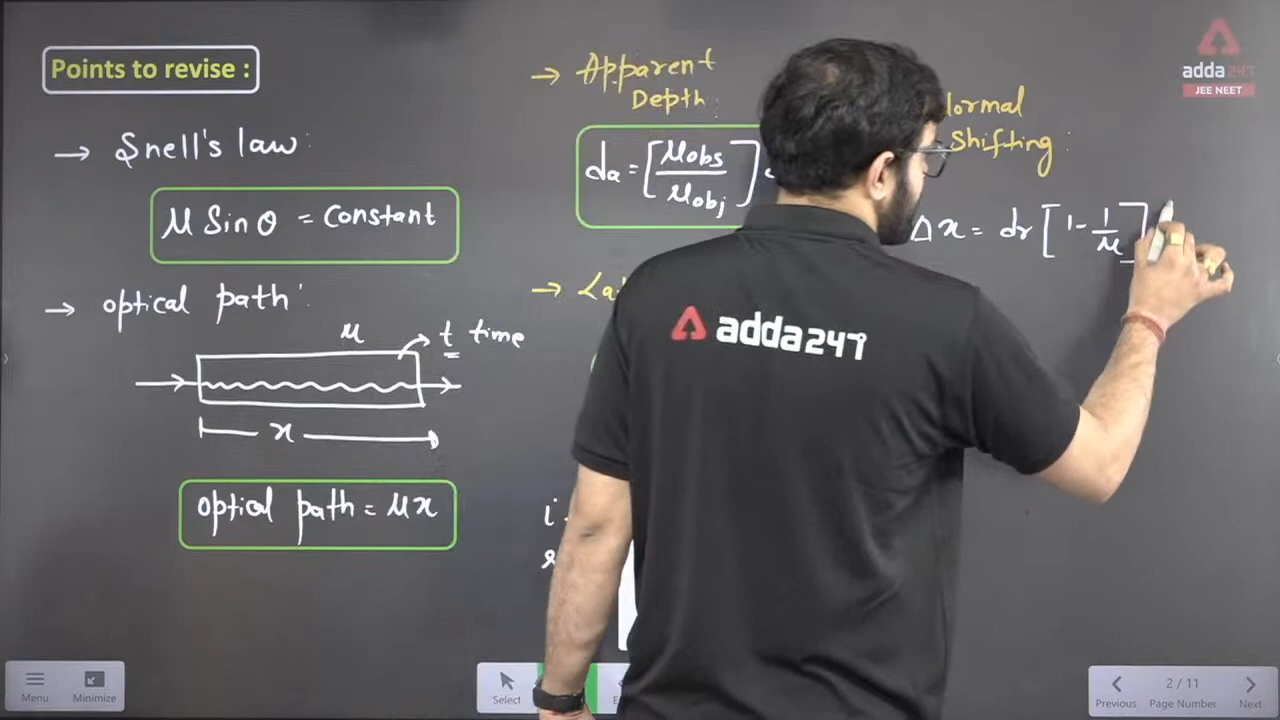 Points to revise :
→ Snell's law:
μ Sin θ = constant
→ optical path:
μ
t time
x
optical path = μx
→ Apparent
Depth:
da = [μobs / μobj]
→
i
Normal
Shifting :
Δx = dr [1 - 1/μ]
adda247
JEE NEET
adda247
Menu
Minimize
Select
Previous
2 / 11
Page Number
Next